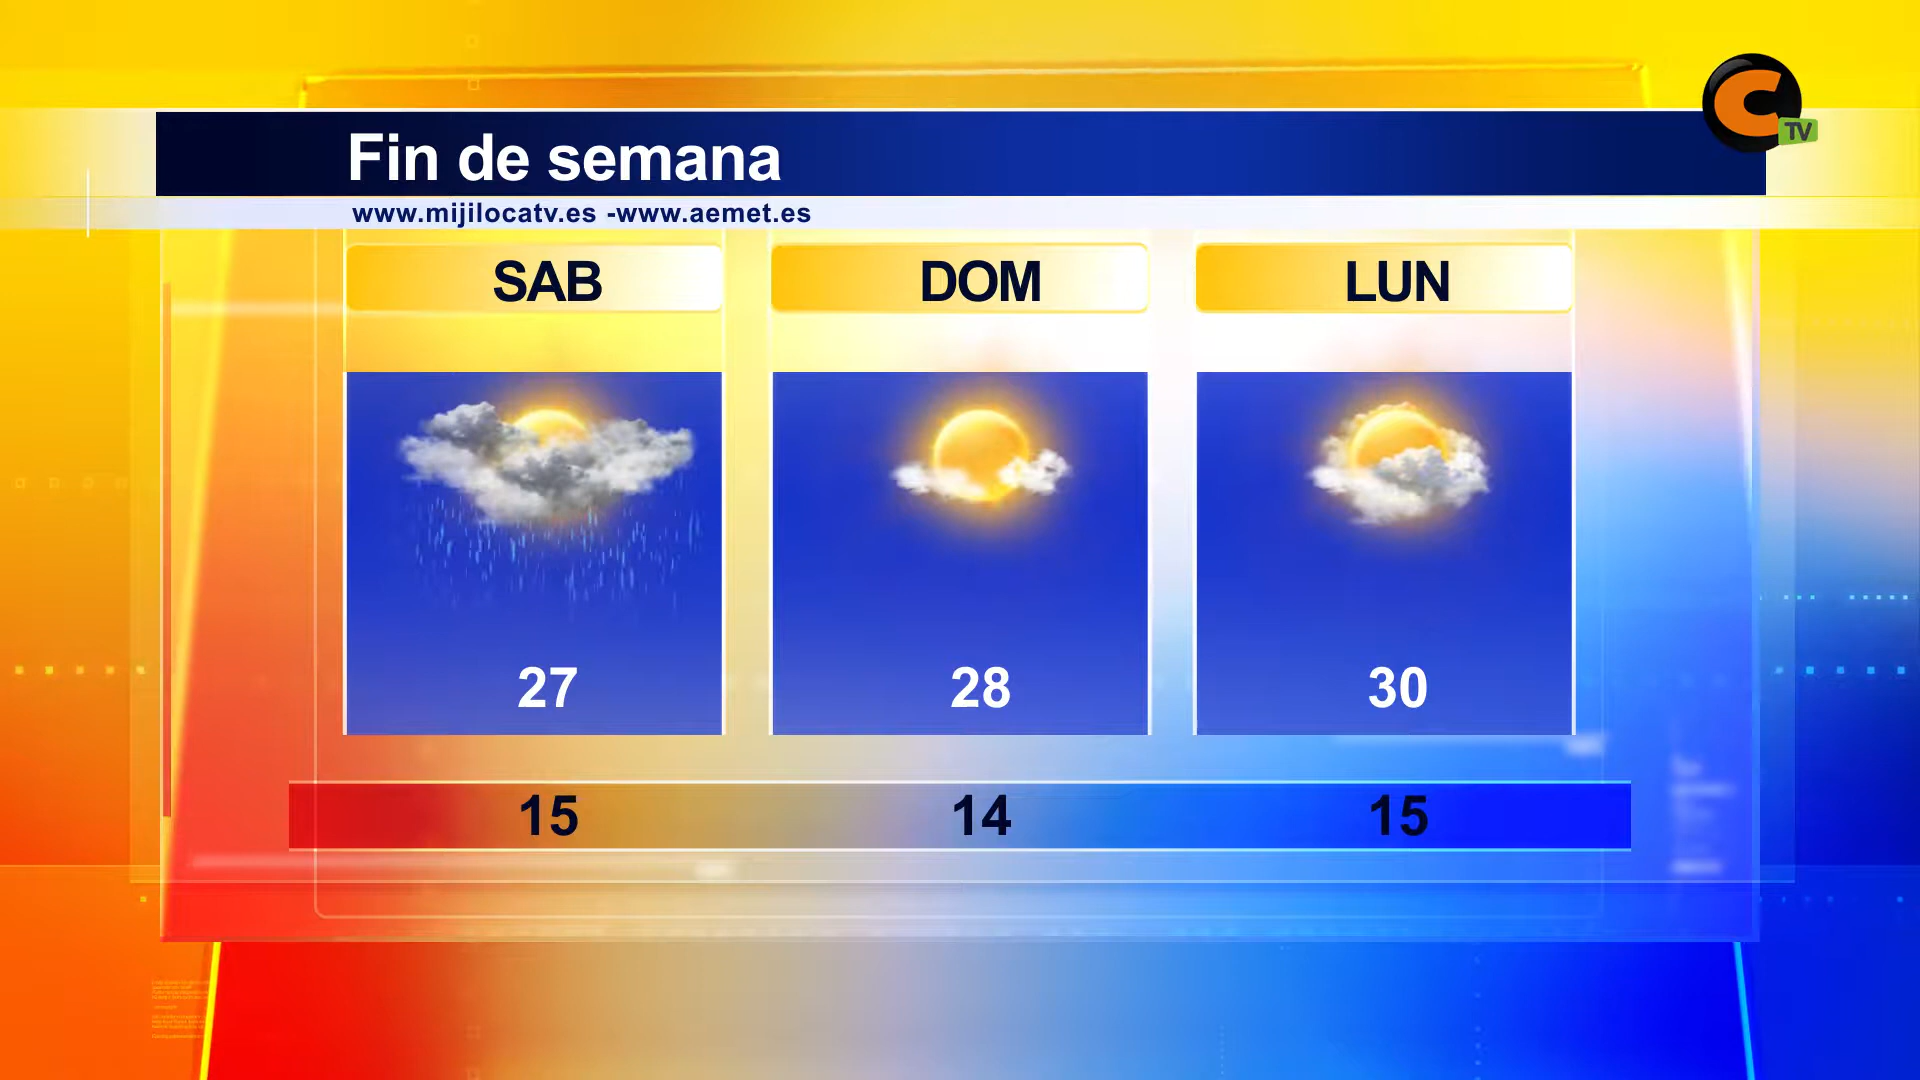 C
TV
Fin de semana
www.mijilocatv.es -www.aemet.es
SAB DOM LUN
27 28 30
15 14 15